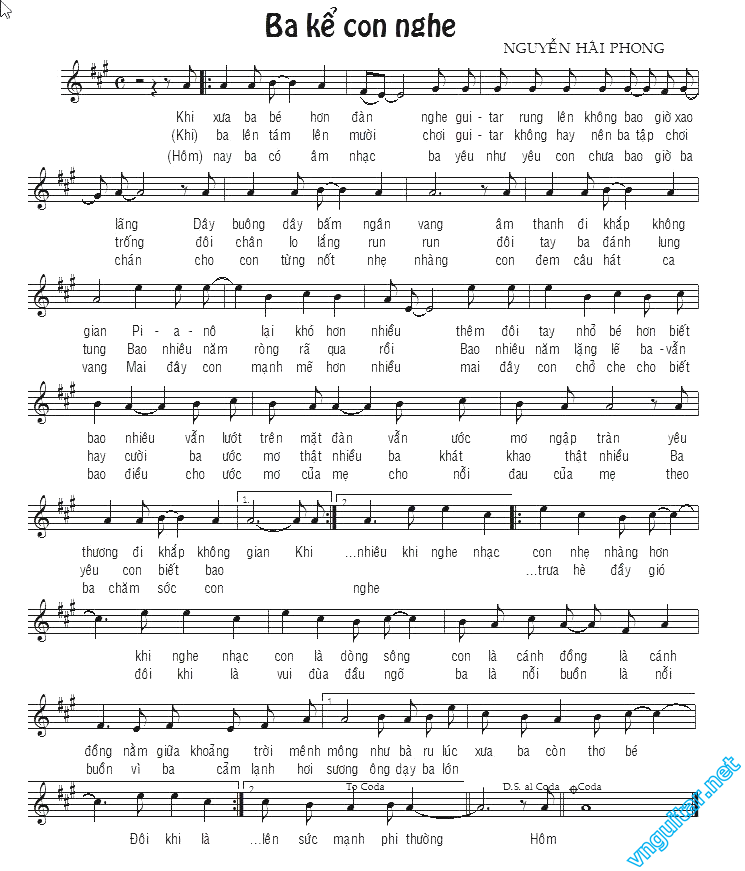 Ba kể con nghe
NGUYỄN HẢI PHONG
Khi xưa ba bé hơn đàn nghe gui-tar rung lên không bao giờ xao
(Khi) ba lên tám lên mười chơi gui-tar không hay nên ba tập chơi
(Hôm) nay ba có âm nhạc ba yêu như yêu con chưa bao giờ ba
lãng Dây buông dây bấm ngân vang âm thanh đi khắp không
trống đôi chân lo lắng run run đôi tay ba đánh lung
chán cho con từng nốt nhẹ nhàng con đem câu hát ca
gian Pi-a-nô lại khó hơn nhiều thêm đôi tay nhỏ bé hơn biết
tung Bao nhiêu năm ròng rã qua rồi Bao nhiêu năm lặng lẽ ba-vẫn
vang Mai đây con mạnh mẽ hơn nhiều mai đây con chở che cho biết
bao nhiêu vẫn lướt trên mặt đàn vẫn ước mơ ngập tràn yêu
hay cười ba ước mơ thật nhiều ba khát khao thật nhiều Ba
bao điều cho ước mơ của mẹ cho nỗi đau của mẹ theo
1.
2.
thương đi khắp không gian Khi ...nhiêu khi nghe nhạc con nhẹ nhàng hơn
yêu con biết bao ...trưa hè đầy gió
ba chăm sóc con nghe
khi nghe nhạc con là dòng sông con là cánh đồng là cánh
đôi khi là vui đùa đầu ngõ ba là nỗi buồn là nỗi
1.
đồng nằm giữa khoảng trời mênh mông như bà ru lúc xưa ba còn thơ bé
buồn vì ba cảm lạnh hơi sương ông dạy ba lớn
2.
To Coda
D.S. al Coda
Coda
Đôi khi là ...lên sức mạnh phi thường Hôm
vnguitar.net